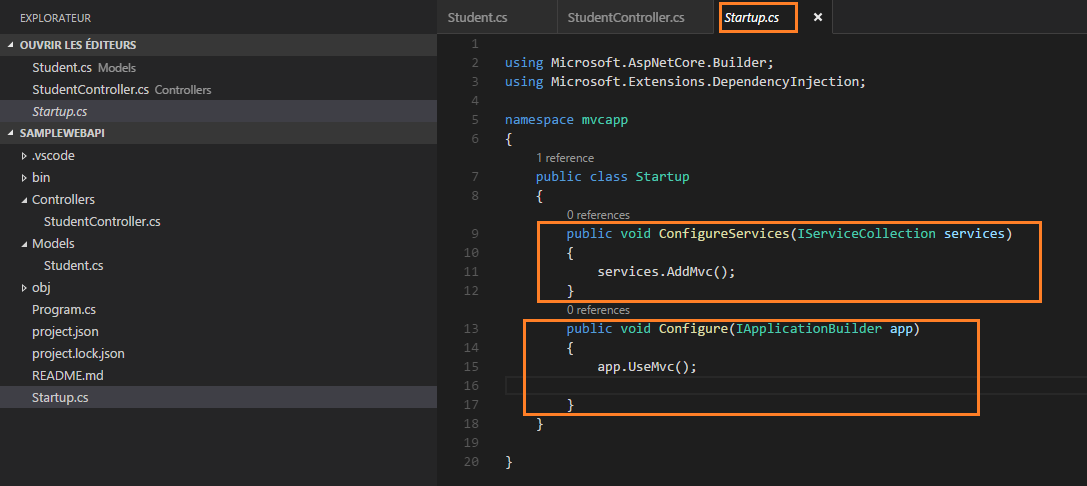 EXPLORATEUR
OUVRIR LES ÉDITEURS
Student.cs Models
StudentController.cs Controllers
Startup.cs
SAMPLEWEBAPI
.vscode
bin
Controllers
StudentController.cs
Models
Student.cs
obj
Program.cs
project.json
project.lock.json
README.md
Startup.cs
Student.cs StudentController.cs Startup.cs ×
1
2 using Microsoft.AspNetCore.Builder;
3 using Microsoft.Extensions.DependencyInjection;
4
5 namespace mvcapp
6 {
1 reference
7 public class Startup
8 {
0 references
9 public void ConfigureServices(IServiceCollection services)
10 {
11 services.AddMvc();
12 }
0 references
13 public void Configure(IApplicationBuilder app)
14 {
15 app.UseMvc();
16
17 }
18 }
19
20 }